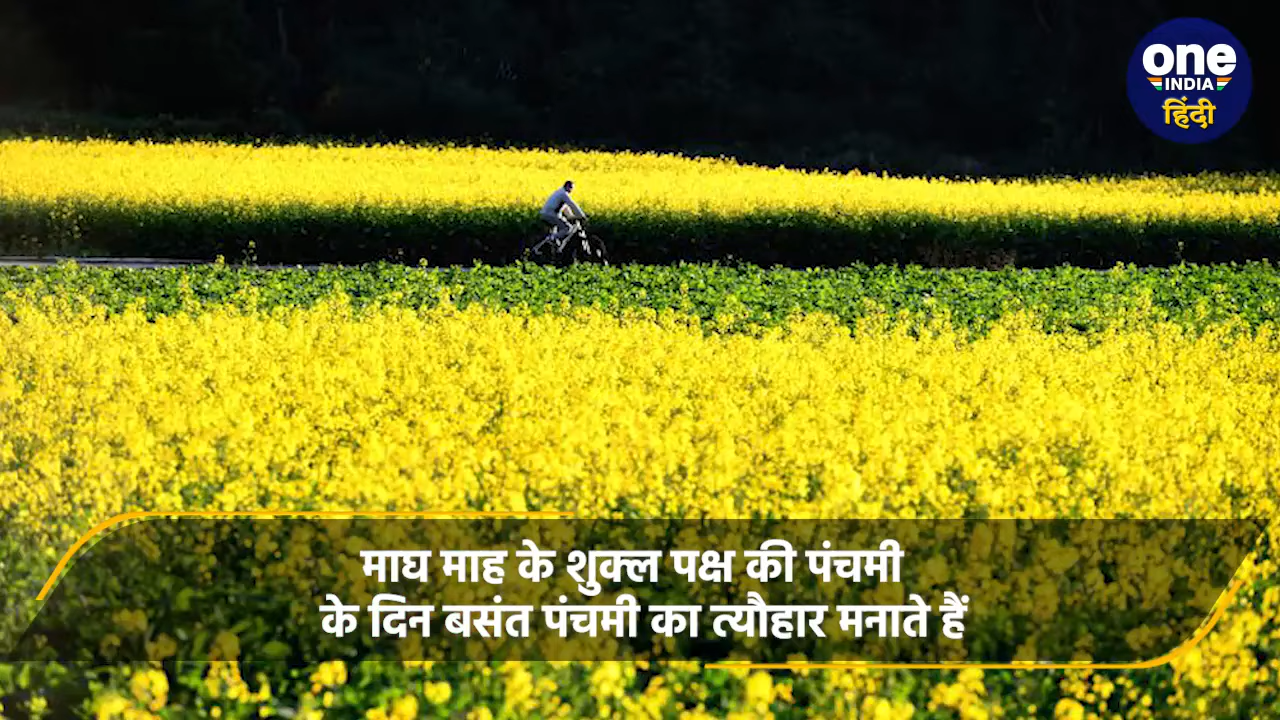 one
INDIA
हिंदी
माघ माह के शुक्ल पक्ष की पंचमी
के दिन बसंत पंचमी का त्यौहार मनाते हैं